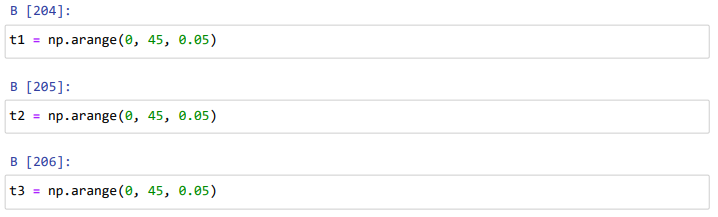 В [204]:
t1 = np.arange(0, 45, 0.05)
В [205]:
t2 = np.arange(0, 45, 0.05)
В [206]:
t3 = np.arange(0, 45, 0.05)